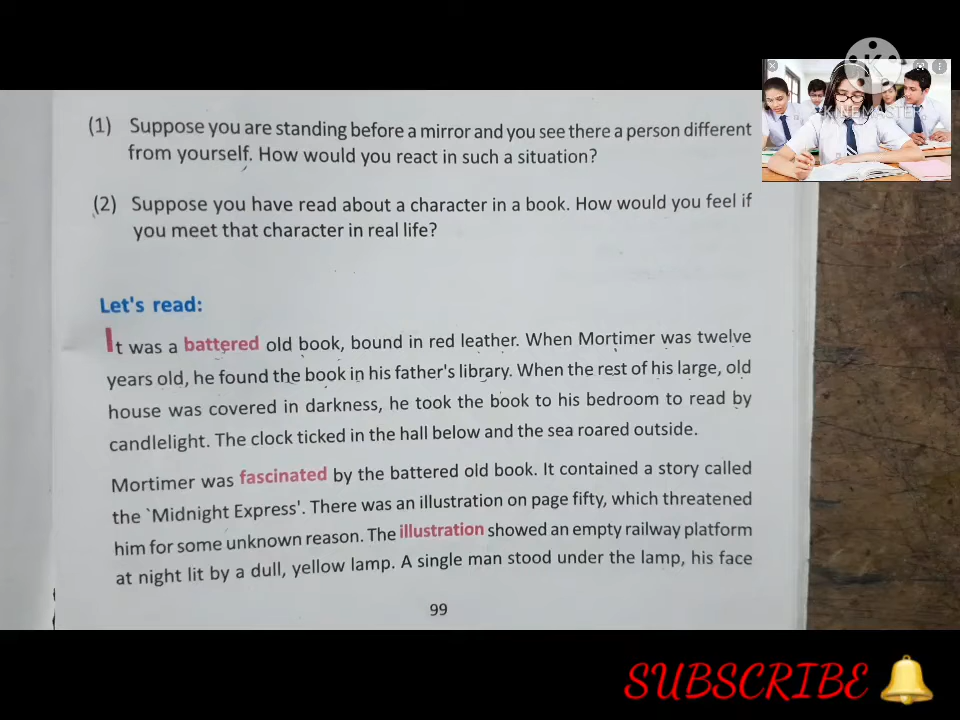 (1) Suppose you are standing before a mirror and you see there a person different
from yourself. How would you react in such a situation?
(2) Suppose you have read about a character in a book. How would you feel if
you meet that character in real life?
Let's read:
It was a battered old book, bound in red leather. When Mortimer was twelve
years old, he found the book in his father's library. When the rest of his large, old
house was covered in darkness, he took the book to his bedroom to read by
candlelight. The clock ticked in the hall below and the sea roared outside.
Mortimer was fascinated by the battered old book. It contained a story called
the `Midnight Express'. There was an illustration on page fifty, which threatened
him for some unknown reason. The illustration showed an empty railway platform
at night lit by a dull, yellow lamp. A single man stood under the lamp, his face
99
KINEMASTER
SUBSCRIBE